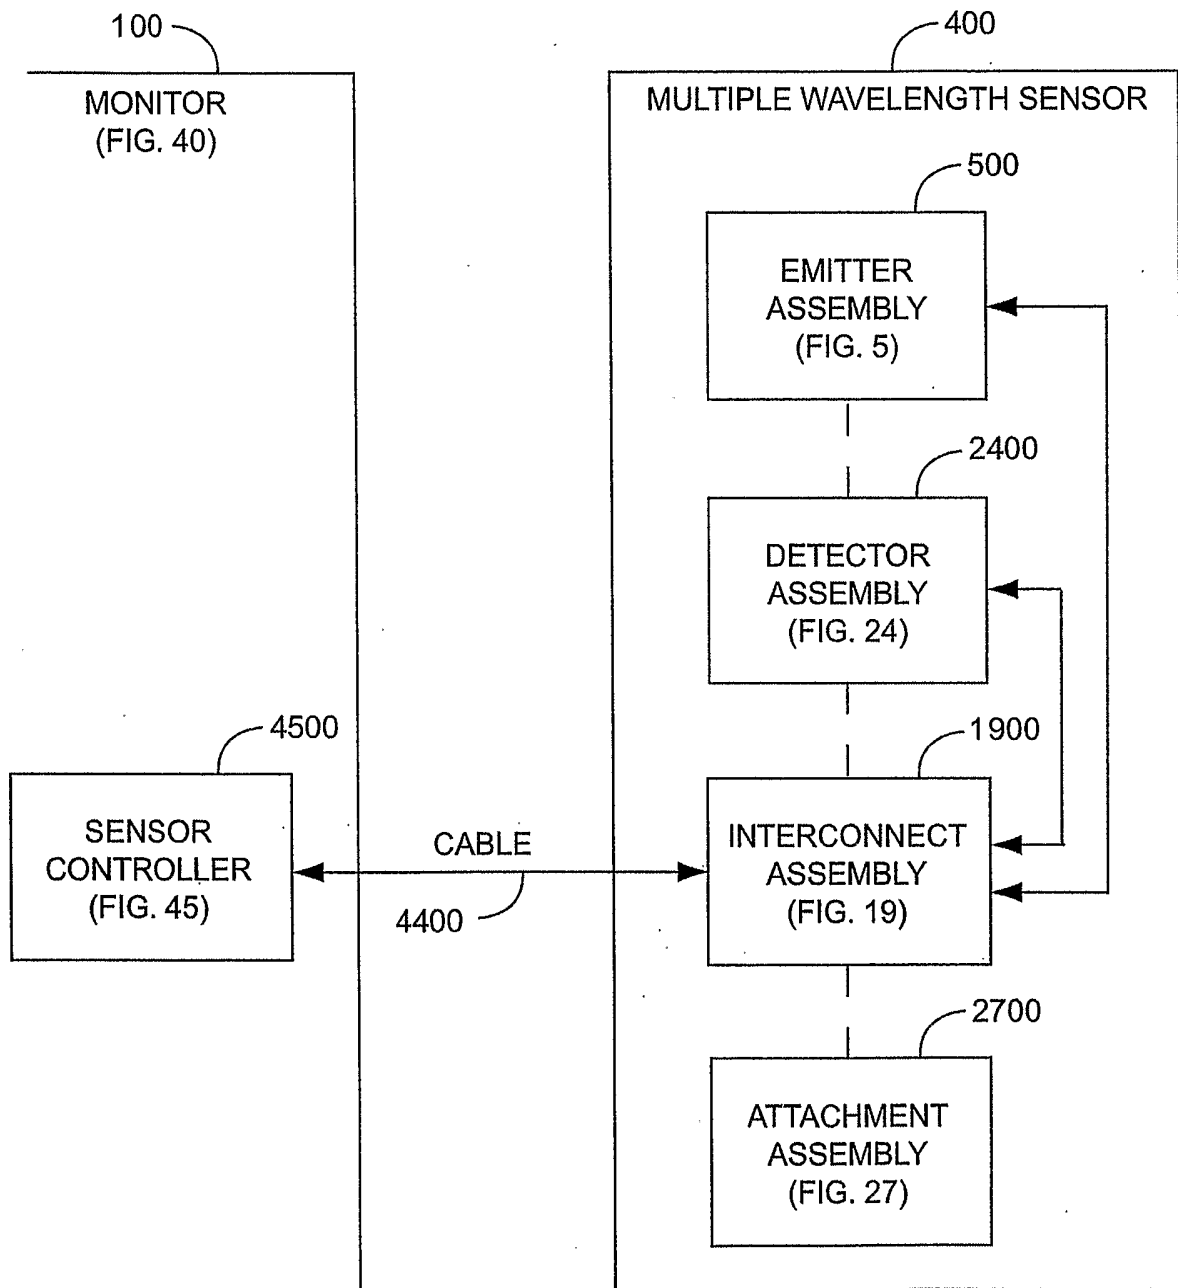 100
MONITOR
(FIG. 40)
400
MULTIPLE WAVELENGTH SENSOR
500
EMITTER
ASSEMBLY
(FIG. 5)
2400
DETECTOR
ASSEMBLY
(FIG. 24)
4500
SENSOR
CONTROLLER
(FIG. 45)
CABLE
4400
1900
INTERCONNECT
ASSEMBLY
(FIG. 19)
2700
ATTACHMENT
ASSEMBLY
(FIG. 27)